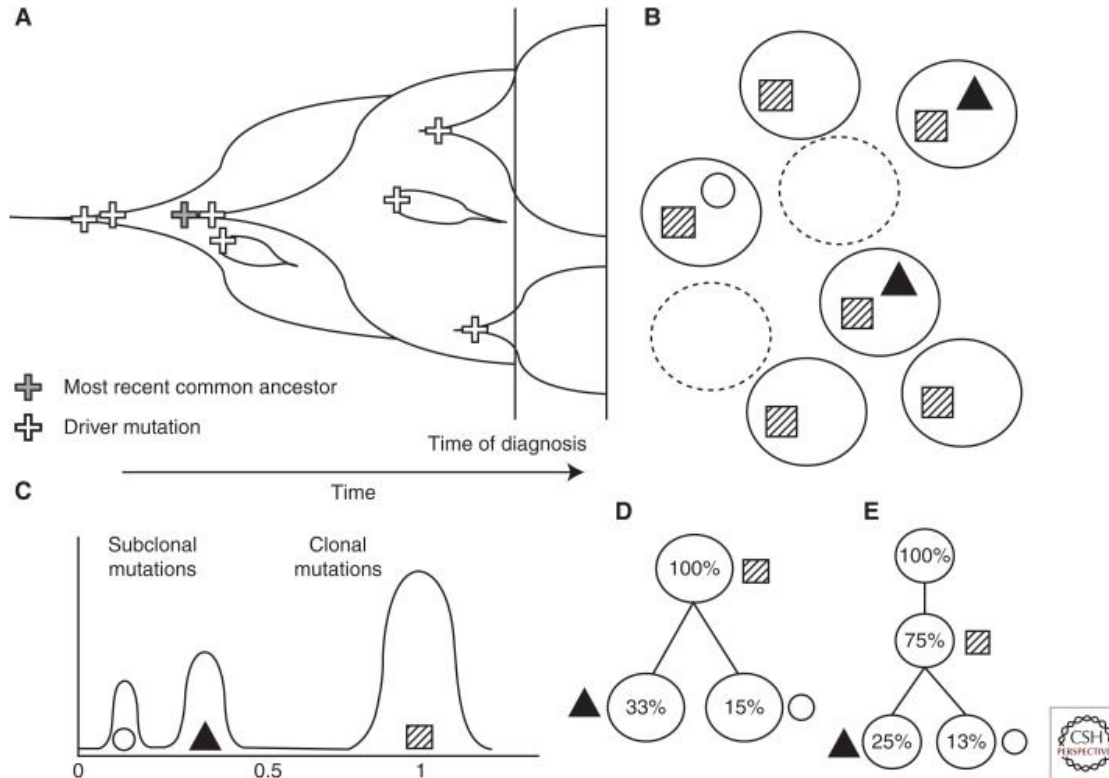 A
B
Most recent common ancestor
Driver mutation
Time of diagnosis
Time
C
Subclonal
mutations
Clonal
mutations
0
0.5
1
D
100%
33%
15%
E
100%
75%
25%
13%
CSH
PERSPECTIVES